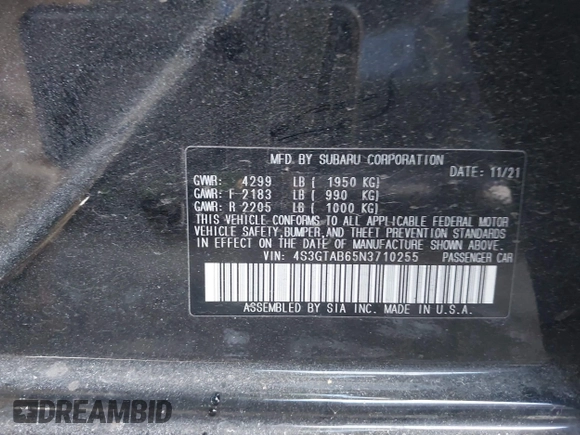 MFD. BY SUBARU CORPORATION
DATE: 11/21
GVWR: 4299 LB ( 1950 KG)
GAWR: F 2183 LB ( 990 KG)
GAWR: R 2205 LB ( 1000 KG)
THIS VEHICLE CONFORMS TO ALL APPLICABLE FEDERAL MOTOR
VEHICLE SAFETY, BUMPER, AND THEFT PREVENTION STANDARDS
IN EFFECT ON THE DATE OF MANUFACTURE SHOWN ABOVE.
VIN: 4S3GTAB65N3710255 PASSENGER CAR
ASSEMBLED BY SIA INC. MADE IN U.S.A.
DREAMBID